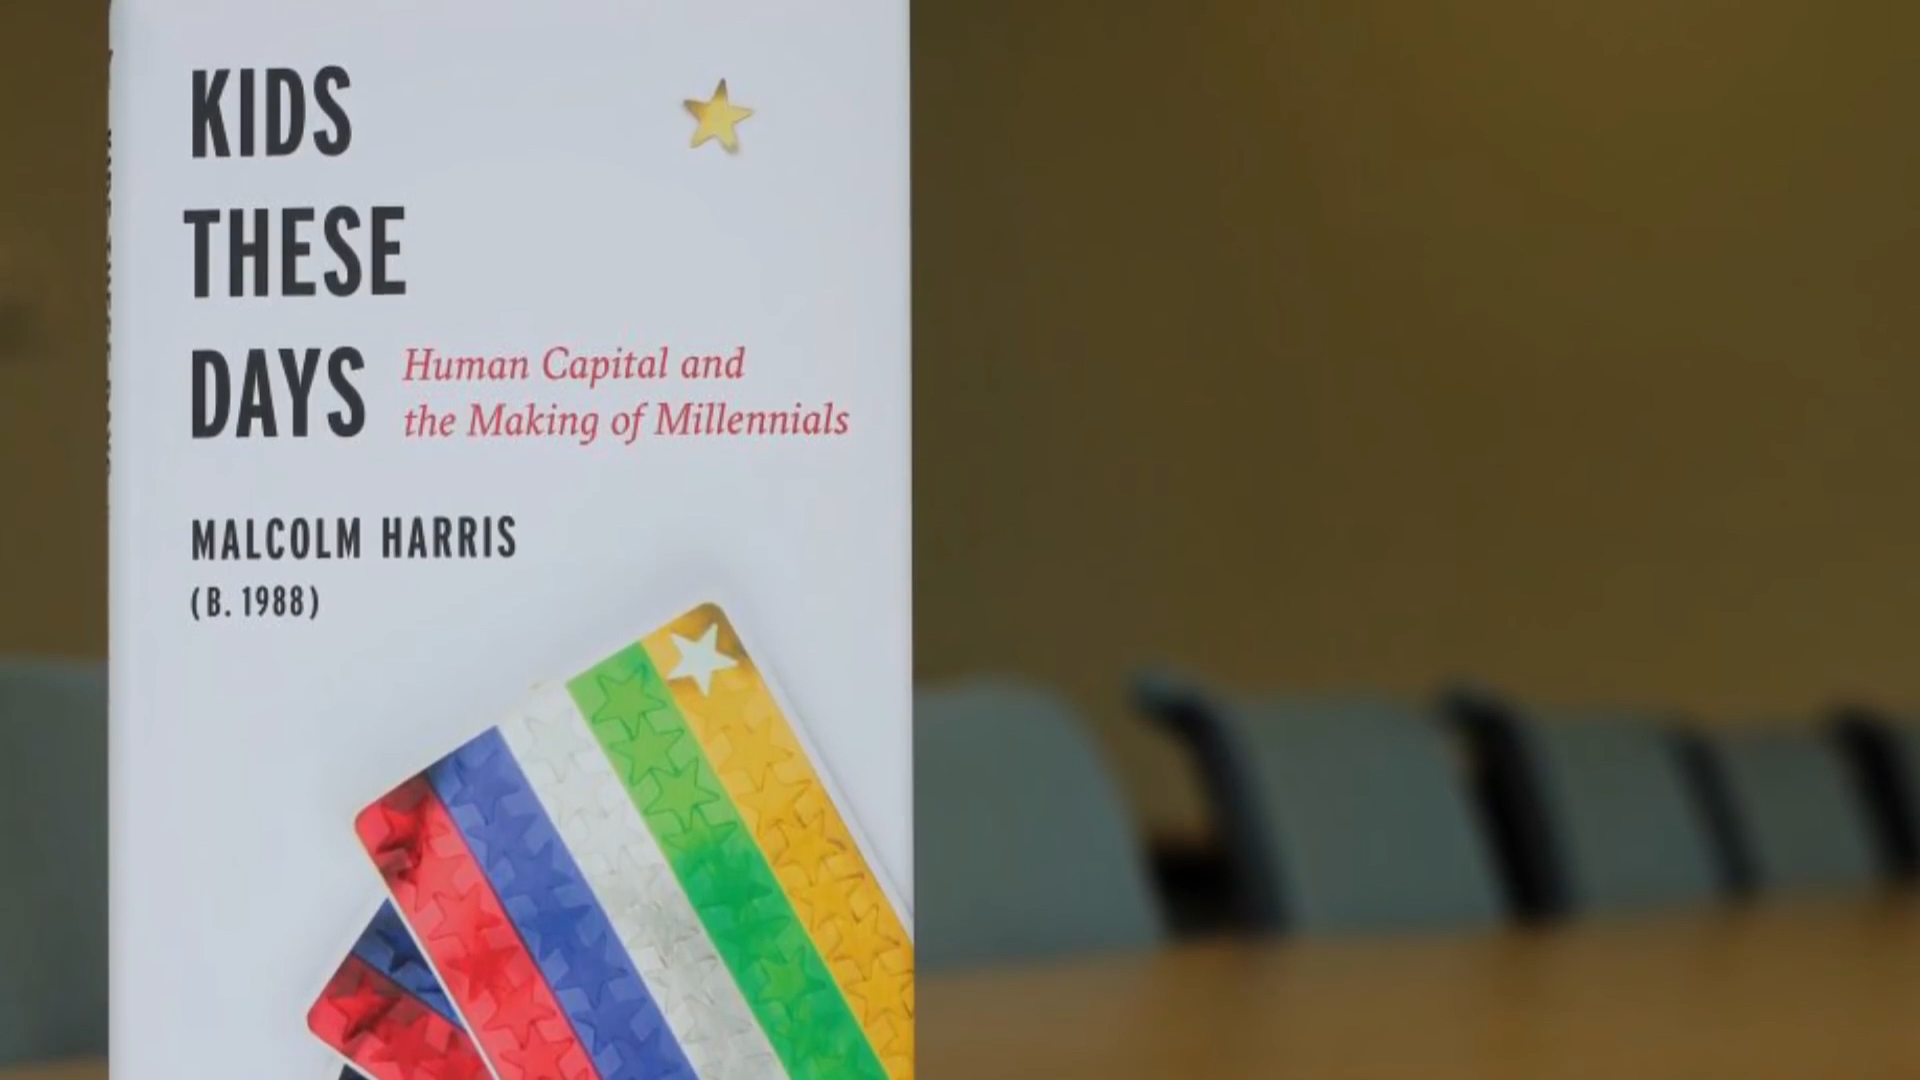 KIDS
THESE
DAYS
Human Capital and
the Making of Millennials
MALCOLM HARRIS
(B. 1988)